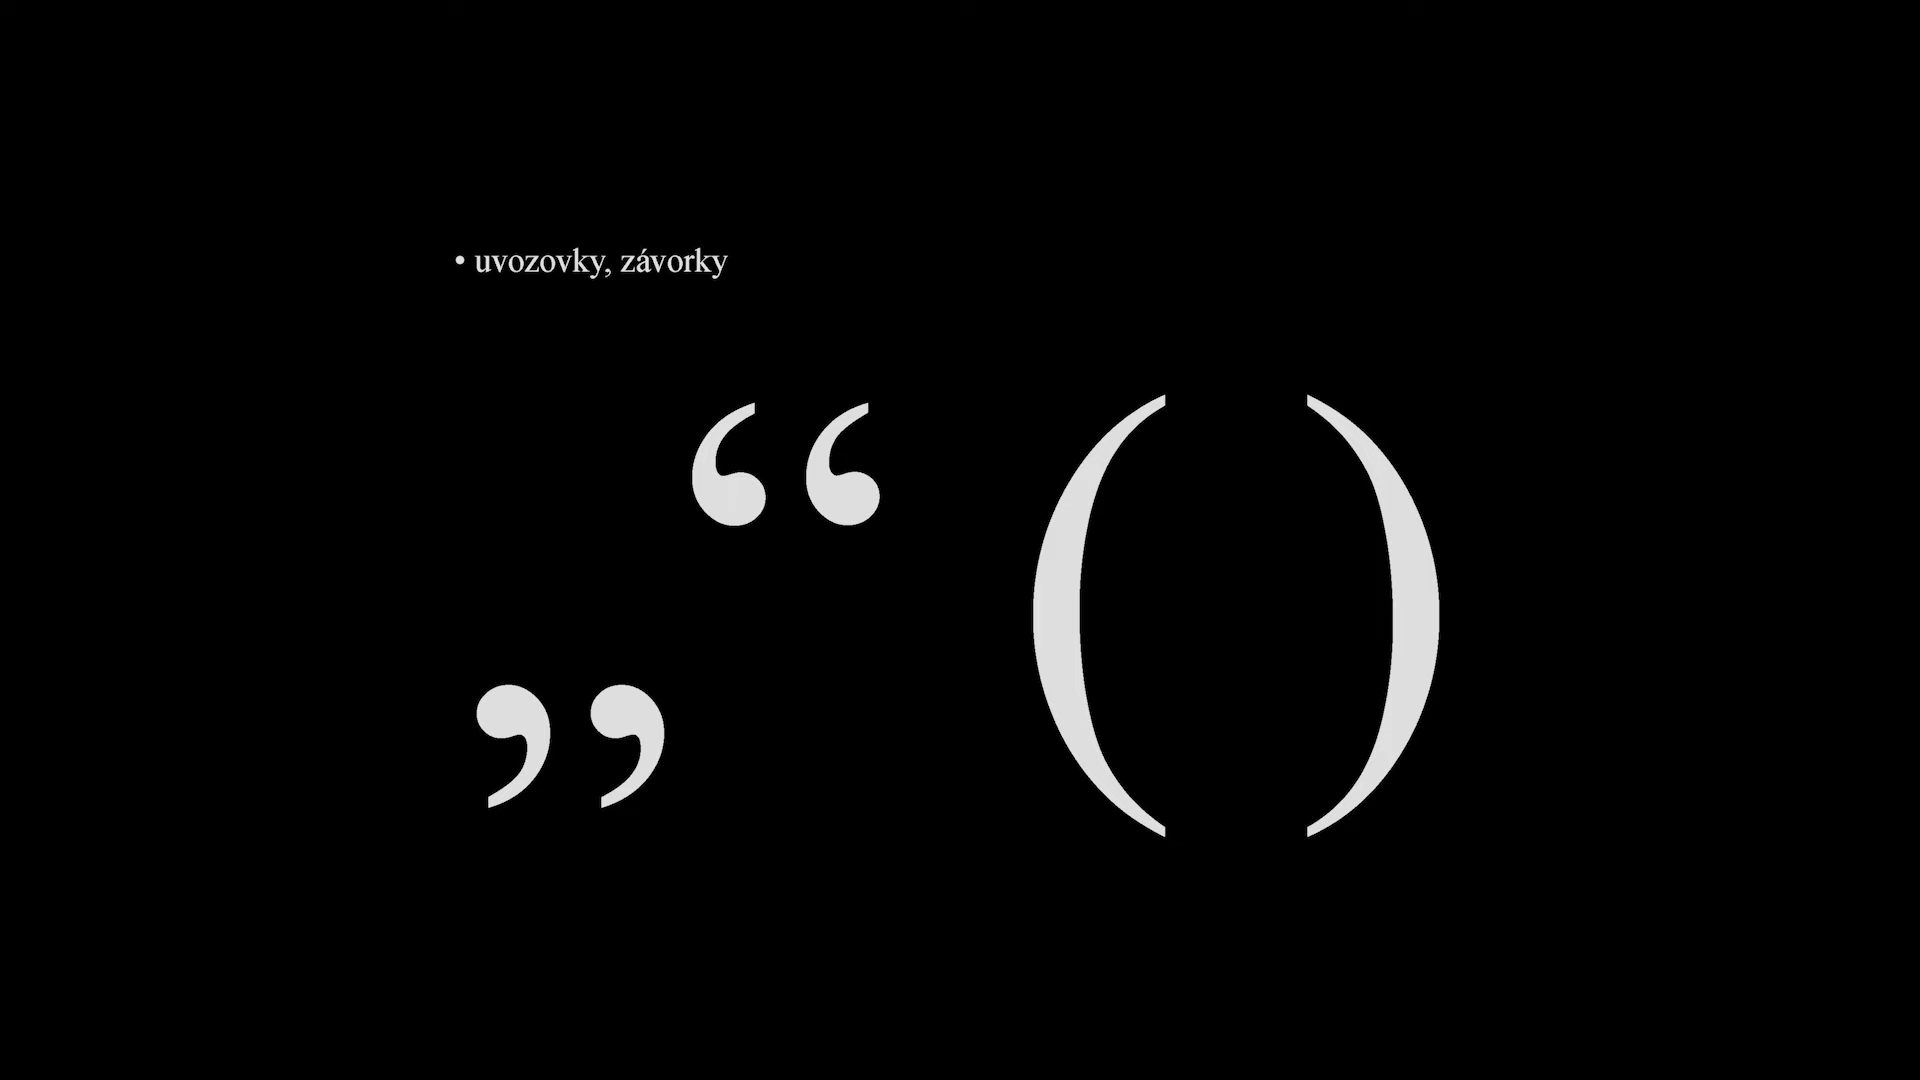 • uvozovky, závorky
„“ ()